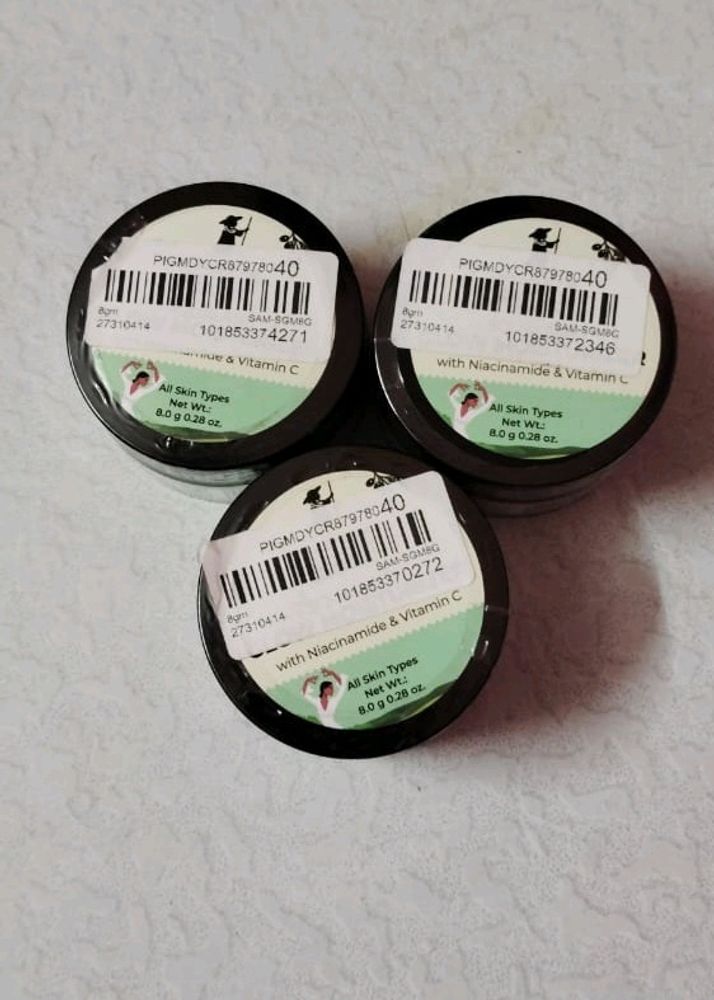 PIGMDYCR87978040
8gm
SAM-SGM8G
27310414
101853374271
& Vitamin C
All Skin Types
Net Wt.:
8.0 g 0.28 oz.
PIGMDYCR87978040
8gm
SAM-SGM8G
27310414
101853372346
with Niacinamide & Vitamin C
All Skin Types
Net Wt.:
8.0 g 0.28 oz.
PIGMDYCR87978040
8gm
SAM-SGM8G
27310414
101853370272
with Niacinamide & Vitamin C
All Skin Types
Net Wt.:
8.0 g 0.28 oz.